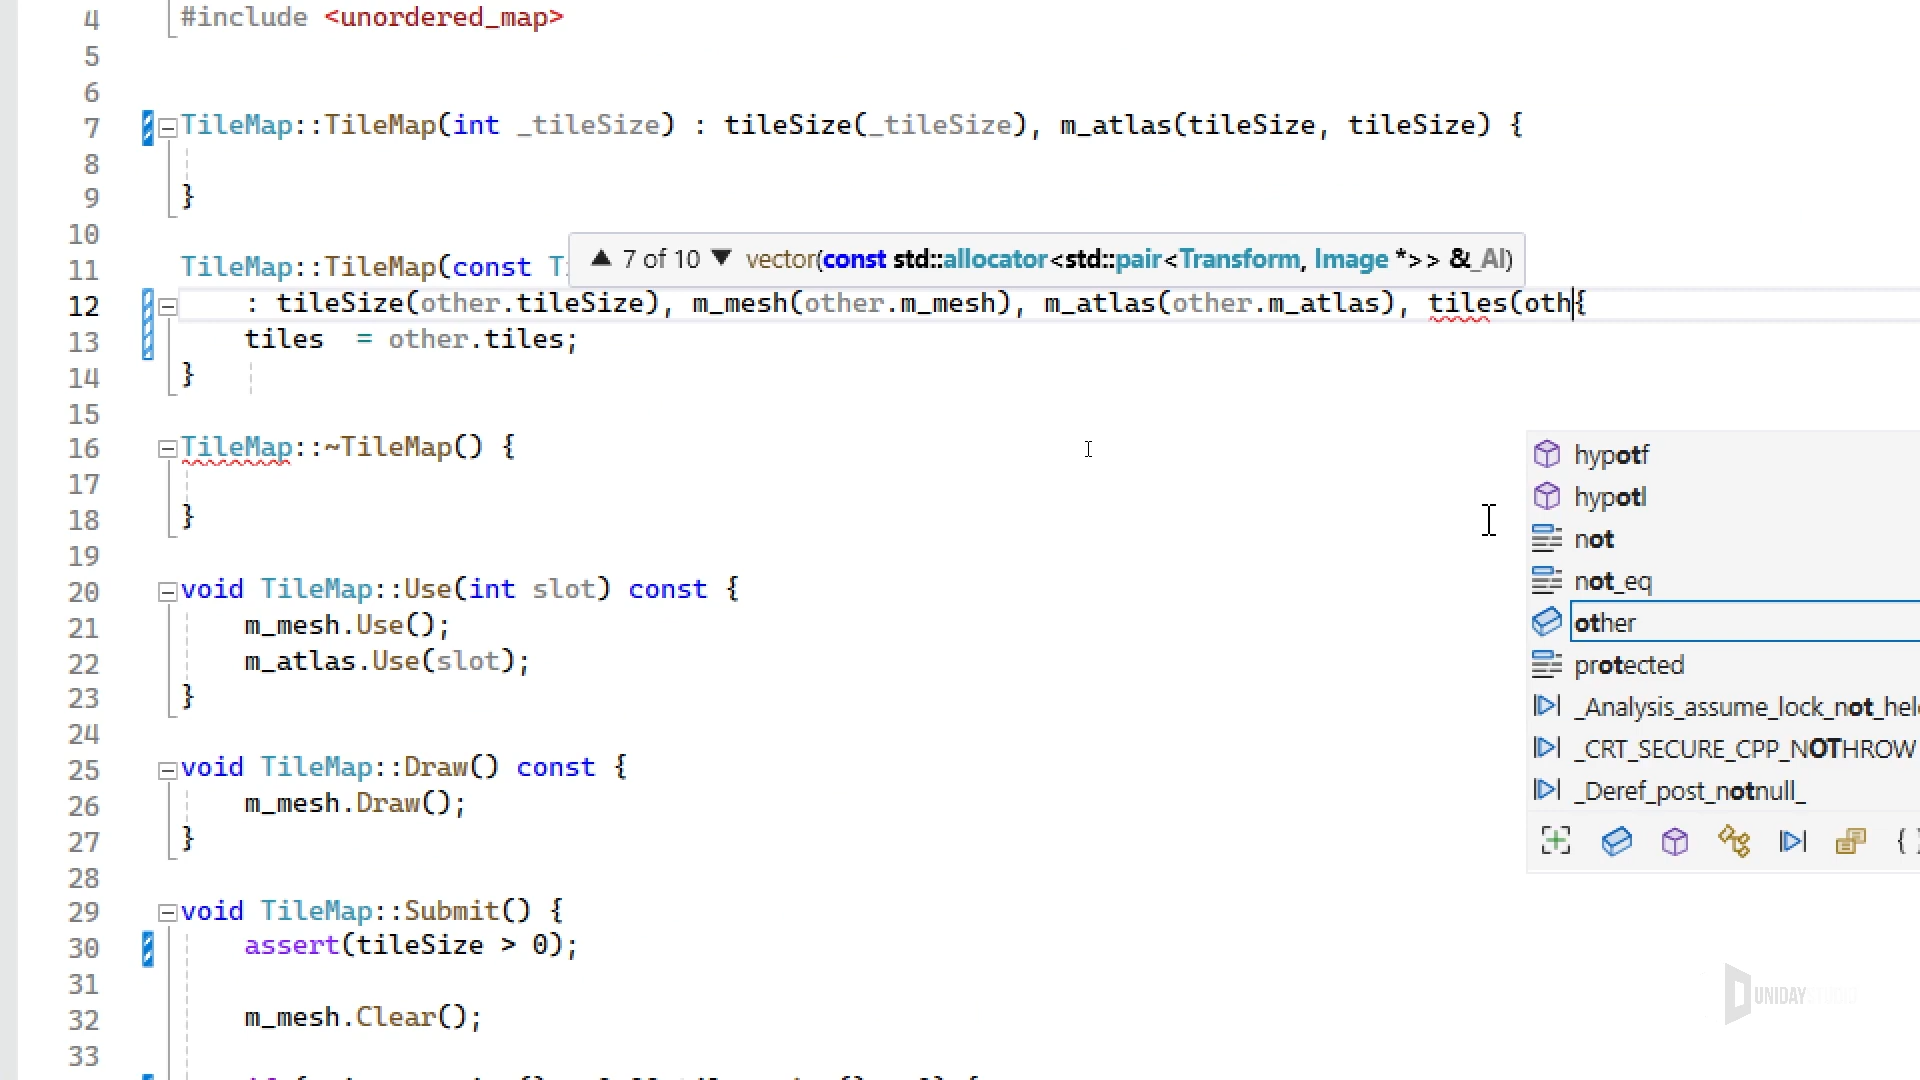 4 #include <unordered_map>
5
6
7 TileMap::TileMap(int _tileSize) : tileSize(_tileSize), m_atlas(tileSize, tileSize) {
8
9 }
10
▲ 7 of 10 ▼ vector(const std::allocator<std::pair<Transform, Image *>> &_Al)
11 TileMap::TileMap(const
12 : tileSize(other.tileSize), m_mesh(other.m_mesh), m_atlas(other.m_atlas), tiles(oth{
13 tiles = other.tiles;
14 }
15
16 TileMap::~TileMap() {
17
18 }
19
20 void TileMap::Use(int slot) const {
21 m_mesh.Use();
22 m_atlas.Use(slot);
23 }
24
25 void TileMap::Draw() const {
26 m_mesh.Draw();
27 }
28
29 void TileMap::Submit() {
30 assert(tileSize > 0);
31
32 m_mesh.Clear();
33
hypotf
hypotl
not
not_eq
other
protected
_Analysis_assume_lock_not_hel
_CRT_SECURE_CPP_NOTHROW
_Deref_post_notnull_
UNIDAY